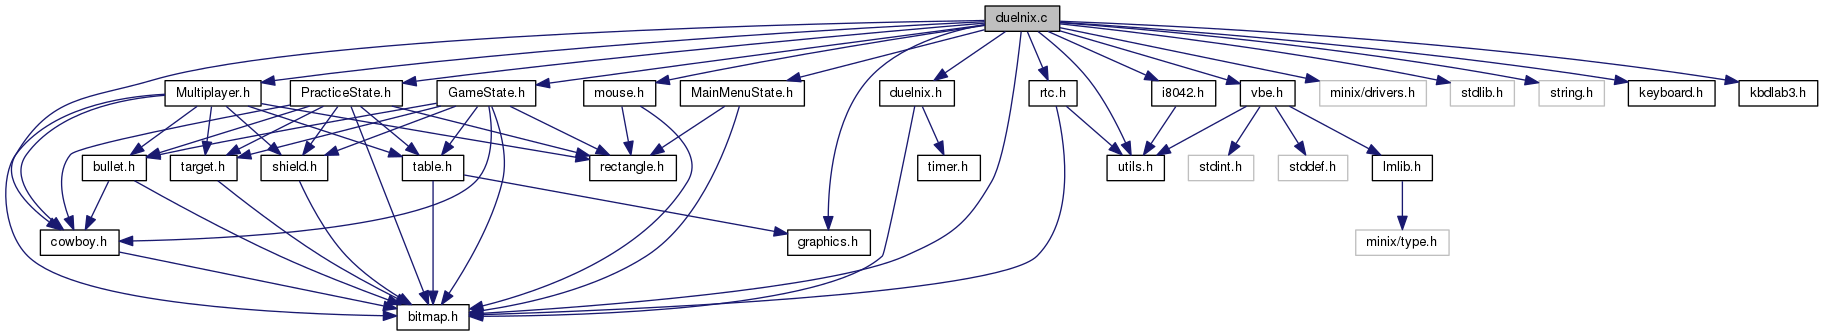 duelnix.c
Multiplayer.h
PracticeState.h
GameState.h
mouse.h
MainMenuState.h
duelnix.h
rtc.h
i8042.h
vbe.h
minix/drivers.h
stdlib.h
string.h
keyboard.h
kbdlab3.h
bullet.h
target.h
shield.h
table.h
rectangle.h
timer.h
utils.h
stdint.h
stddef.h
lmlib.h
cowboy.h
graphics.h
minix/type.h
bitmap.h